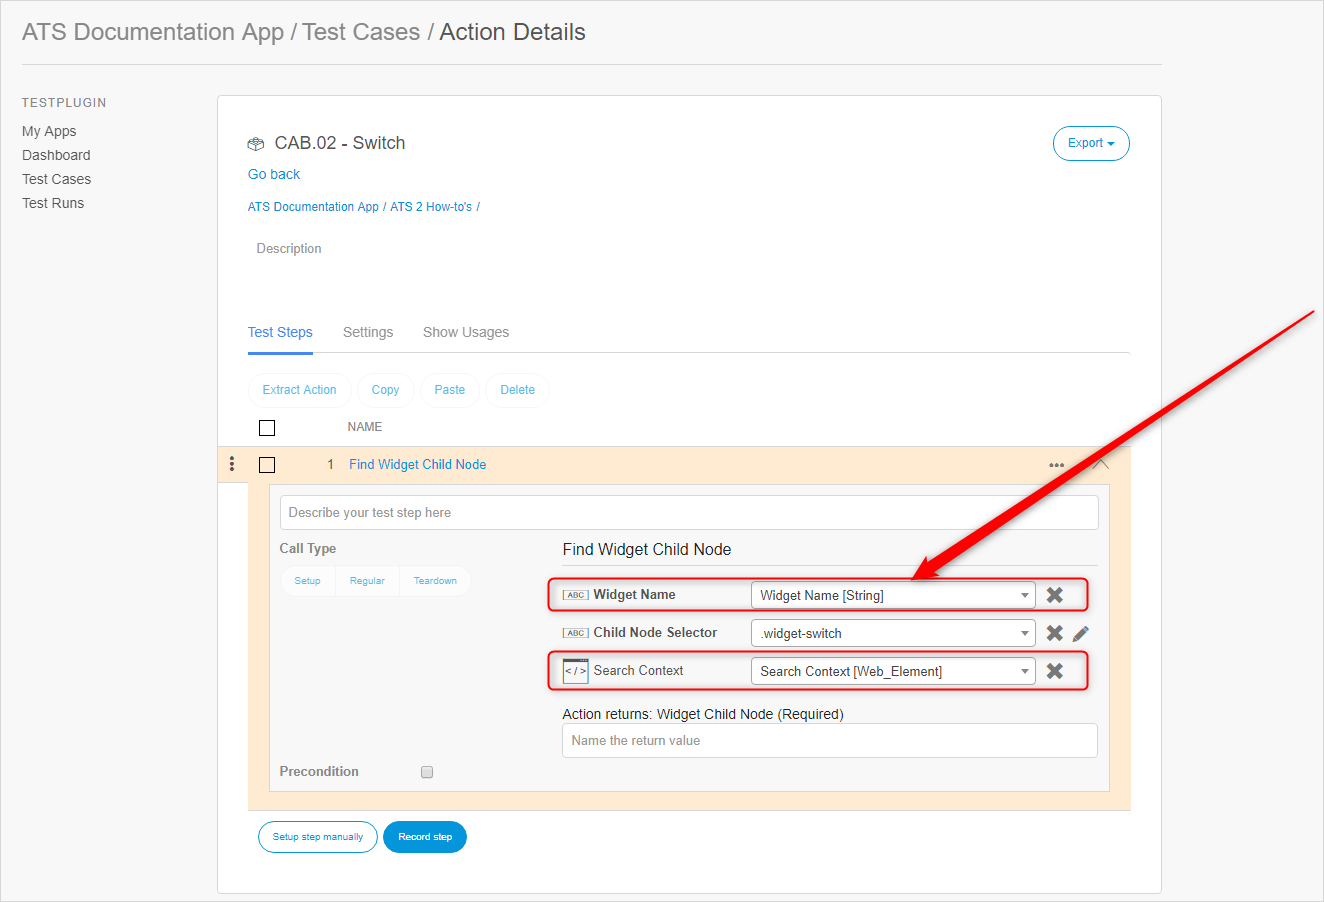 ATS Documentation App / Test Cases / Action Details
TESTPLUGIN
My Apps
Dashboard
Test Cases
Test Runs
CAB.02 - Switch
Export
Go back
ATS Documentation App / ATS 2 How-to's /
Description
Test Steps Settings Show Usages
Extract Action Copy Paste Delete
NAME
1 Find Widget Child Node
Describe your test step here
Call Type
Setup Regular Teardown
Find Widget Child Node
ABC Widget Name Widget Name [String]
ABC Child Node Selector .widget-switch
</> Search Context Search Context [Web_Element]
Action returns: Widget Child Node (Required)
Name the return value
Precondition
Setup step manually Record step